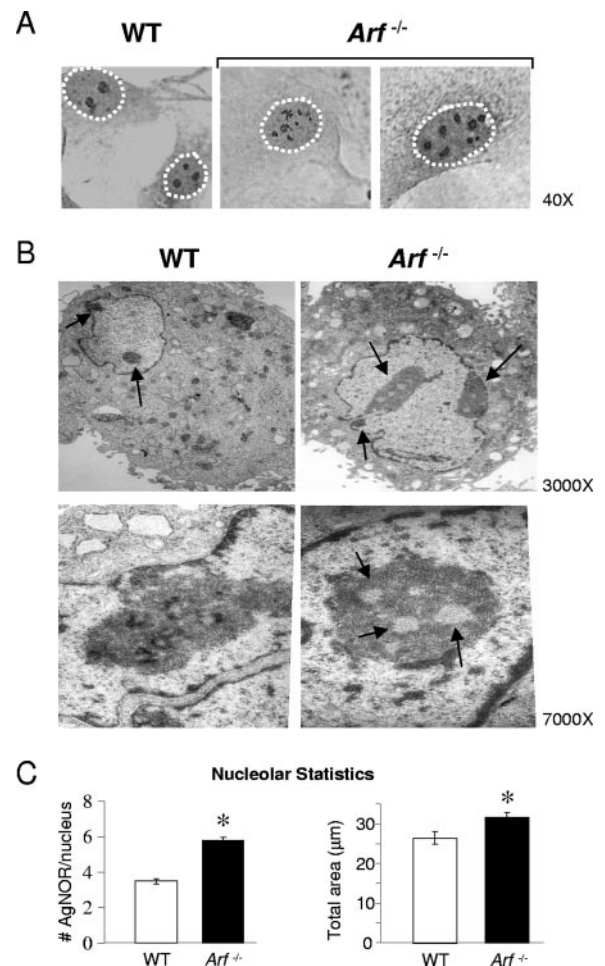 A
WT
Arf -/-
40X
B
WT
Arf -/-
3000X
7000X
C
Nucleolar Statistics
# AgNOR/nucleus
8
6
4
2
0
*
WT
Arf -/-
Total area (μm)
30
20
10
0
*
WT
Arf -/-